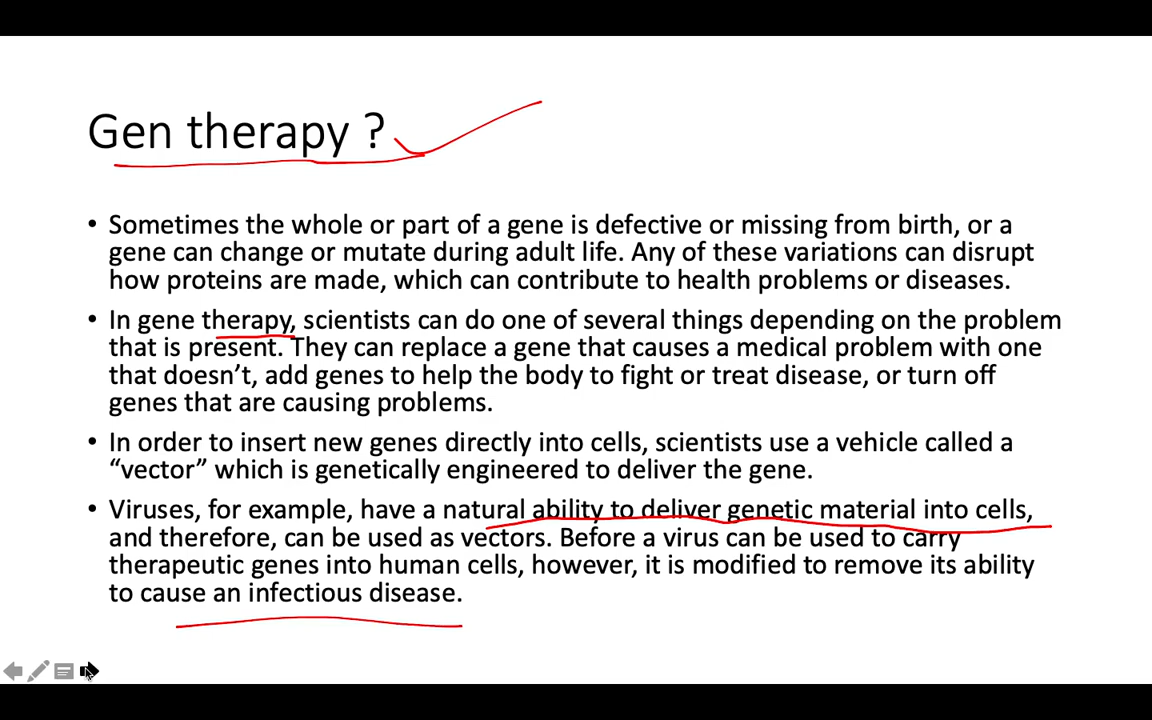 Gen therapy ?
• Sometimes the whole or part of a gene is defective or missing from birth, or a
gene can change or mutate during adult life. Any of these variations can disrupt
how proteins are made, which can contribute to health problems or diseases.
• In gene therapy, scientists can do one of several things depending on the problem
that is present. They can replace a gene that causes a medical problem with one
that doesn’t, add genes to help the body to fight or treat disease, or turn off
genes that are causing problems.
• In order to insert new genes directly into cells, scientists use a vehicle called a
“vector” which is genetically engineered to deliver the gene.
• Viruses, for example, have a natural ability to deliver genetic material into cells,
and therefore, can be used as vectors. Before a virus can be used to carry
therapeutic genes into human cells, however, it is modified to remove its ability
to cause an infectious disease.